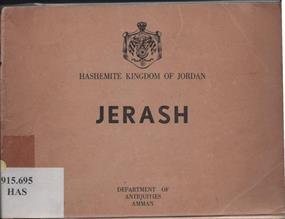 HASHEMITE KINGDOM OF JORDAN
JERASH
915.695
HAS
DEPARTMENT OF
ANTIQUITIES
AMMAN